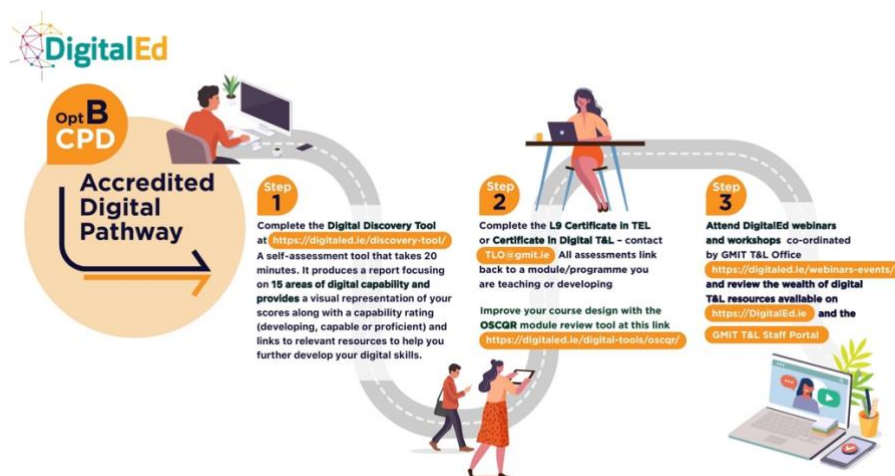 DigitalEd
Opt B
CPD
Accredited
Digital
Pathway
Step
1
Complete the Digital Discovery Tool
at https://digitaled.ie/discovery-tool/
A self-assessment tool that takes 20
minutes. It produces a report focusing
on 15 areas of digital capability and
provides a visual representation of your
scores along with a capability rating
(developing, capable or proficient) and
links to relevant resources to help you
further develop your digital skills.
Step
2
Complete the L9 Certificate in TEL
or Certificate in Digital T&L – contact
TLO@gmit.ie All assessments link
back to a module/programme you
are teaching or developing
Improve your course design with the
OSCQR module review tool at this link
https://digitaled.ie/digital-tools/oscqr/
Step
3
Attend DigitalEd webinars
and workshops co-ordinated
by GMIT T&L Office
https://digitaled.ie/webinars-events/
and review the wealth of digital
T&L resources available on
https://DigitalEd.ie and the
GMIT T&L Staff Portal